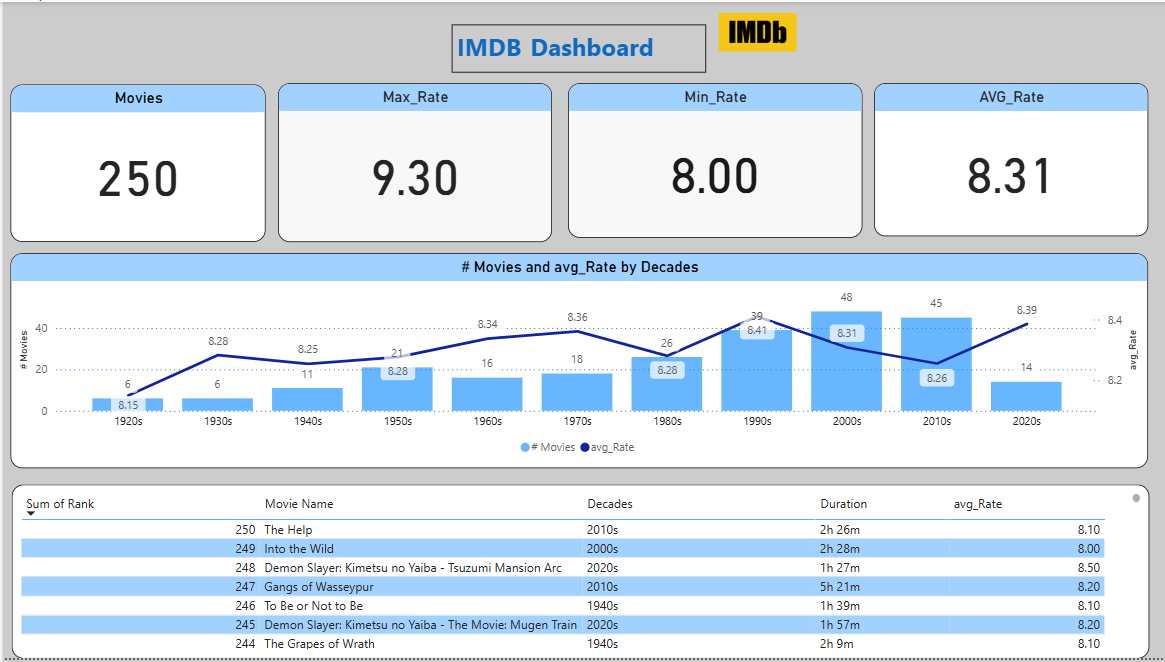 IMDB Dashboard
IMDb
Movies Max_Rate Min_Rate AVG_Rate
250 9.30 8.00 8.31
# Movies and avg_Rate by Decades
# Movies
40
20
0
6 6 11 21 16 18 26 39 48 45 14
8.15 8.28 8.25 8.28 8.34 8.36 8.28 8.41 8.31 8.26 8.39
8.4
8.2
avg_Rate
1920s 1930s 1940s 1950s 1960s 1970s 1980s 1990s 2000s 2010s 2020s
# Movies avg_Rate
Sum of Rank Movie Name Decades Duration avg_Rate
250 The Help 2010s 2h 26m 8.10
249 Into the Wild 2000s 2h 28m 8.00
248 Demon Slayer: Kimetsu no Yaiba - Tsuzumi Mansion Arc 2020s 1h 27m 8.50
247 Gangs of Wasseypur 2010s 5h 21m 8.20
246 To Be or Not to Be 1940s 1h 39m 8.10
245 Demon Slayer: Kimetsu no Yaiba - The Movie: Mugen Train 2020s 1h 57m 8.20
244 The Grapes of Wrath 1940s 2h 9m 8.10